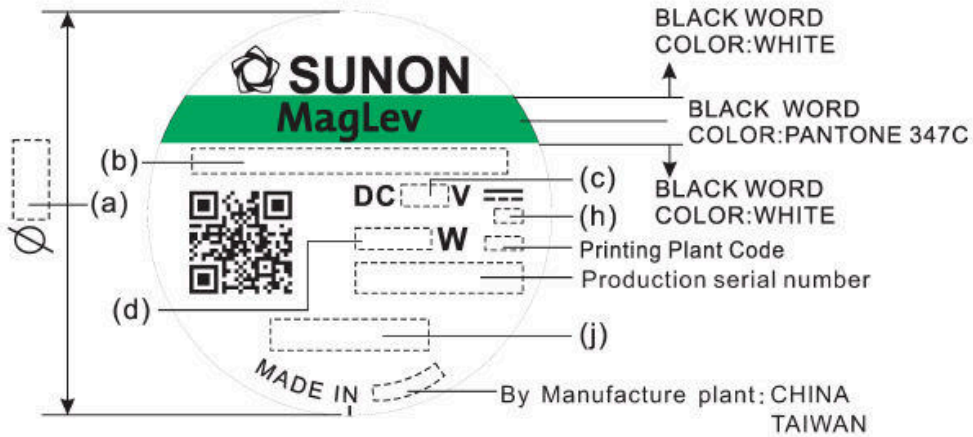 BLACK WORD
COLOR:WHITE
SUNON
MagLev
BLACK WORD
COLOR:PANTONE 347C
(b)
(c)
(a)
DC V
BLACK WORD
COLOR:WHITE
(h)
Ø
W
Printing Plant Code
Production serial number
(d)
(j)
MADE IN
By Manufacture plant: CHINA
TAIWAN